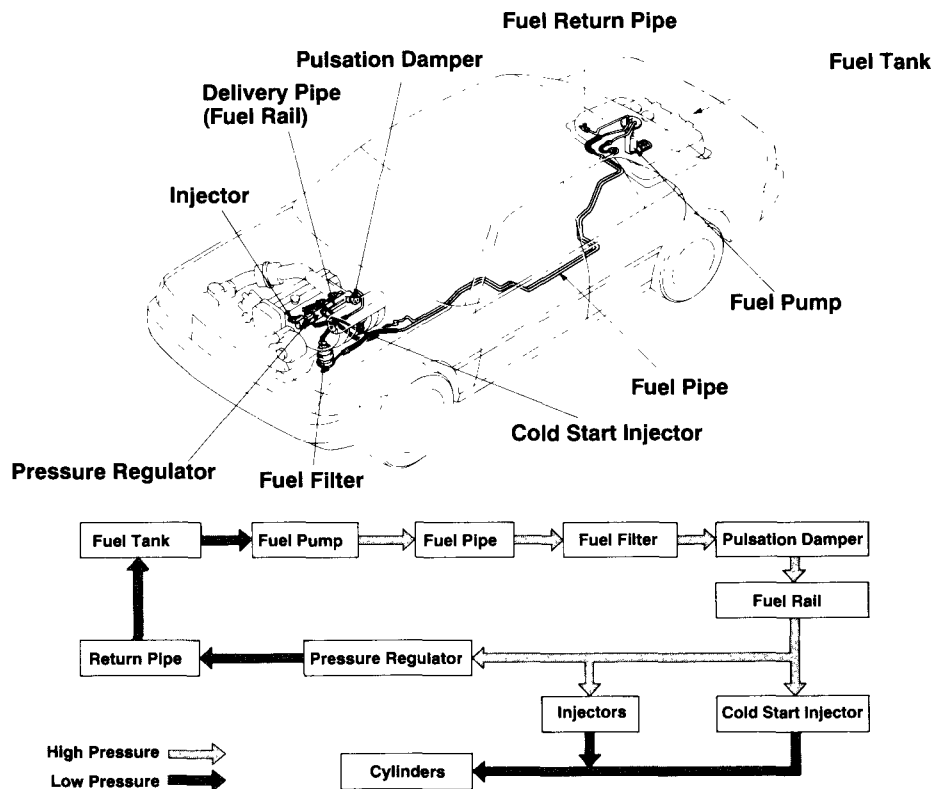 Fuel Return Pipe
Pulsation Damper
Fuel Tank
Delivery Pipe
(Fuel Rail)
Injector
Fuel Pump
Fuel Pipe
Cold Start Injector
Pressure Regulator
Fuel Filter
Fuel Tank
Fuel Pump
Fuel Pipe
Fuel Filter
Pulsation Damper
Fuel Rail
Return Pipe
Pressure Regulator
Injectors
Cold Start Injector
High Pressure
Low Pressure
Cylinders